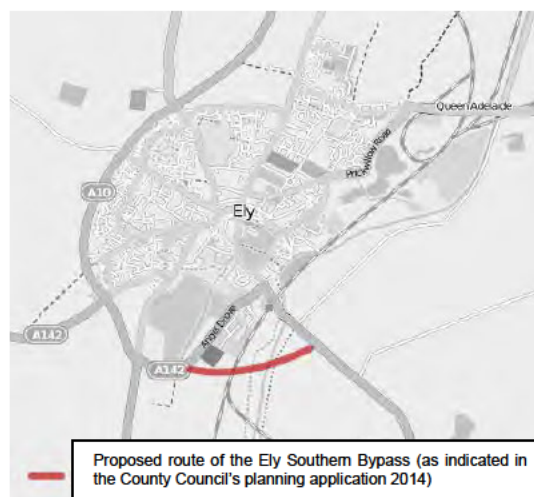 Queen Adelaide
Prickwillow Road
A10
Ely
Angel Drove
A142
A142
Proposed route of the Ely Southern Bypass (as indicated in
the County Council's planning application 2014)